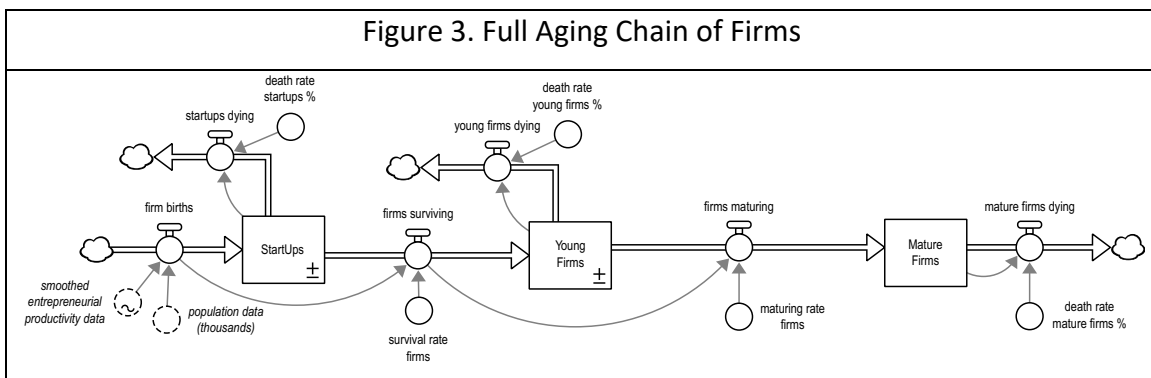 Figure 3. Full Aging Chain of Firms
death rate
startups %
startups dying
death rate
young firms %
young firms dying
firm births
StartUps
±
firms surviving
Young
Firms
±
firms maturing
Mature
Firms
mature firms dying
smoothed
entrepreneurial
productivity data
population data
(thousands)
survival rate
firms
maturing rate
firms
death rate
mature firms %